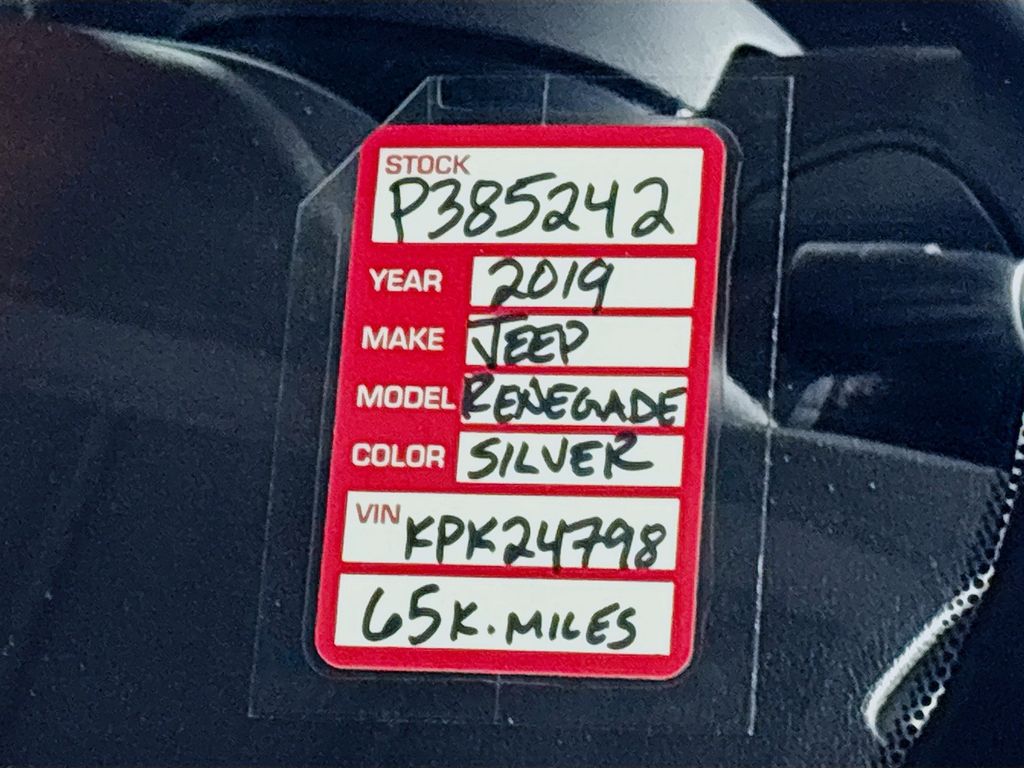 STOCK
P385242
YEAR 2019
MAKE JEEP
MODEL RENEGADE
COLOR SILVER
VIN
KPK24798
65K.MILES